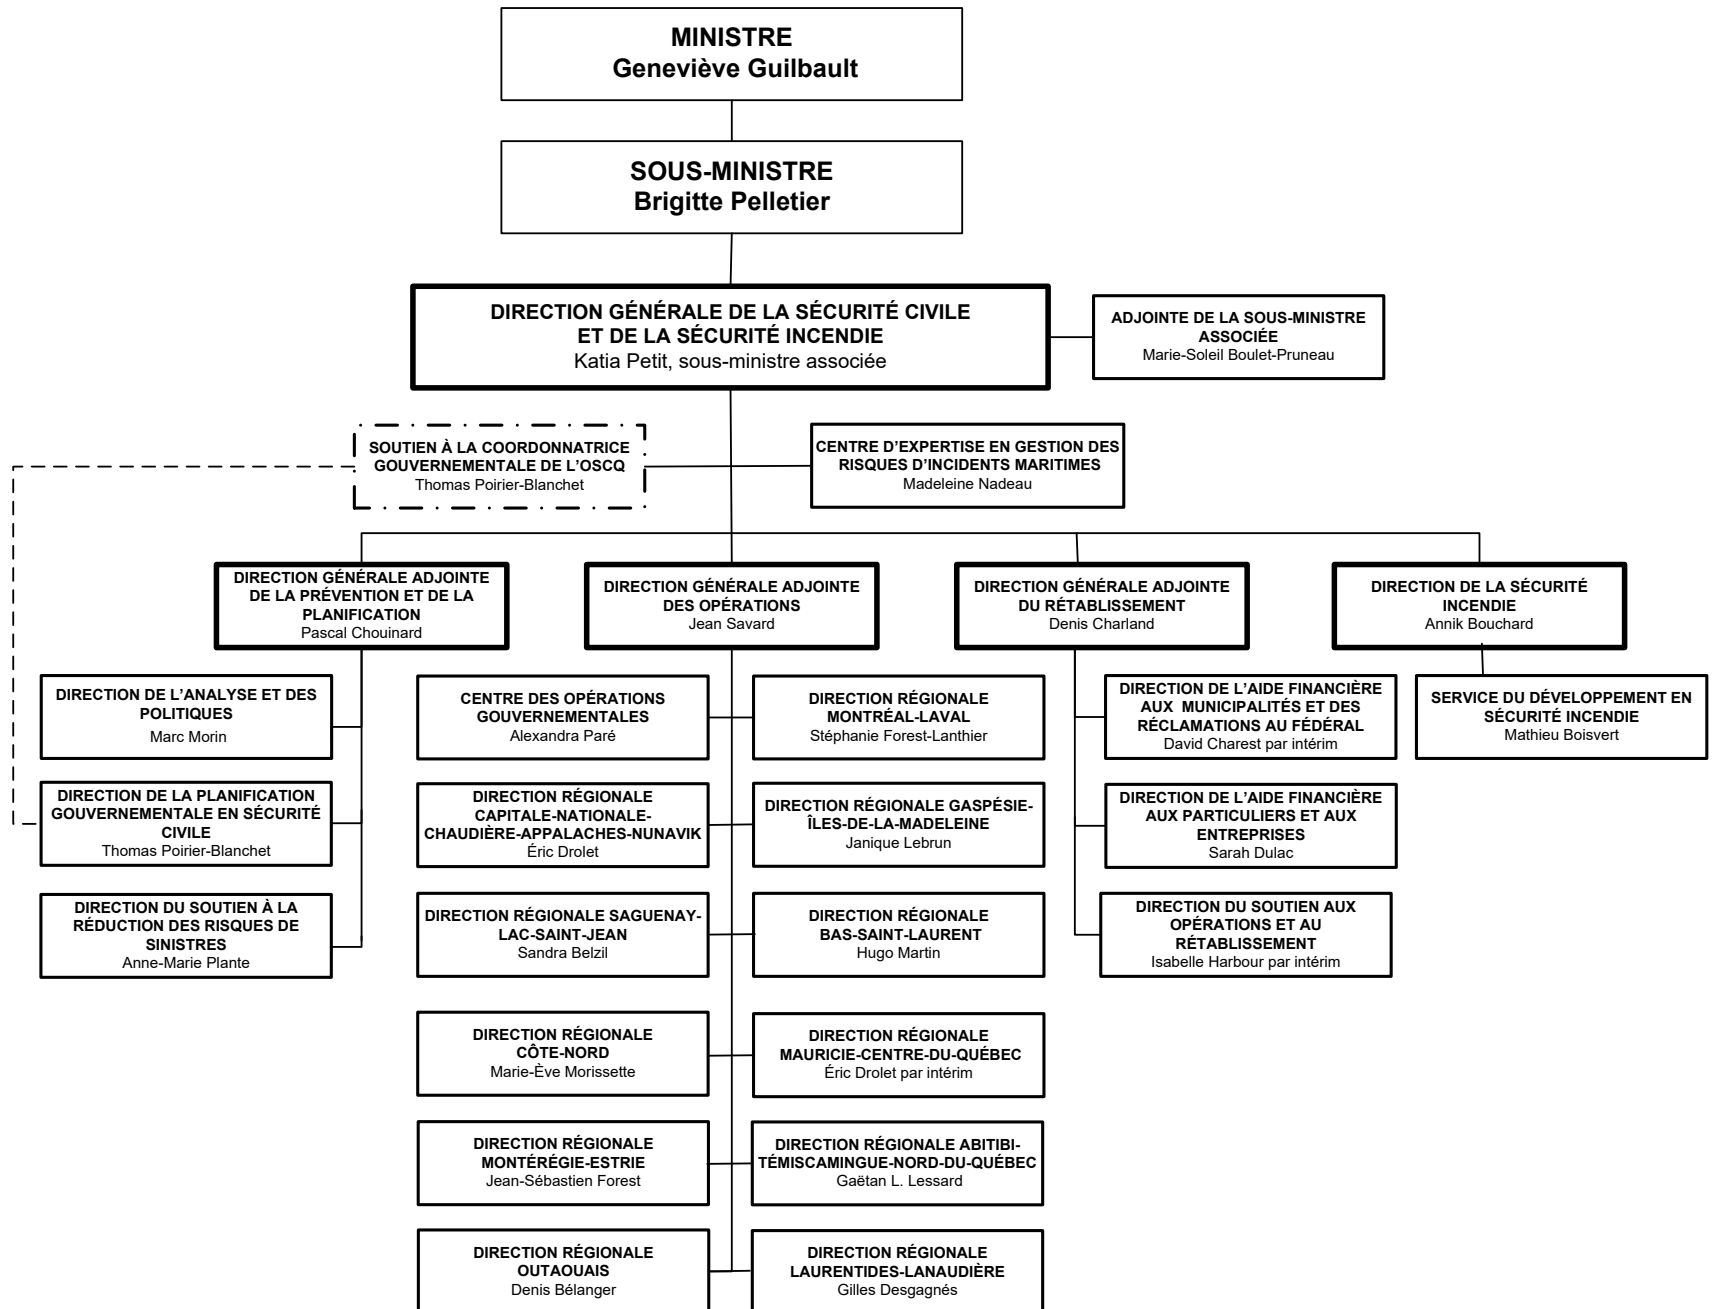 MINISTRE
Geneviève Guilbault
SOUS-MINISTRE
Brigitte Pelletier
DIRECTION GÉNÉRALE DE LA SÉCURITÉ CIVILE
ET DE LA SÉCURITÉ INCENDIE
Katia Petit, sous-ministre associée
ADJOINTE DE LA SOUS-MINISTRE
ASSOCIÉE
Marie-Soleil Boulet-Pruneau
SOUTIEN À LA COORDONNATRICE
GOUVERNEMENTALE DE L'OSCQ
Thomas Poirier-Blanchet
CENTRE D'EXPERTISE EN GESTION DES
RISQUES D'INCIDENTS MARITIMES
Madeleine Nadeau
DIRECTION GÉNÉRALE ADJOINTE
DE LA PRÉVENTION ET DE LA
PLANIFICATION
Pascal Chouinard
DIRECTION GÉNÉRALE ADJOINTE
DES OPÉRATIONS
Jean Savard
DIRECTION GÉNÉRALE ADJOINTE
DU RÉTABLISSEMENT
Denis Charland
DIRECTION DE LA SÉCURITÉ
INCENDIE
Annik Bouchard
DIRECTION DE L'ANALYSE ET DES
POLITIQUES
Marc Morin
CENTRE DES OPÉRATIONS
GOUVERNEMENTALES
Alexandra Paré
DIRECTION RÉGIONALE
MONTRÉAL-LAVAL
Stéphanie Forest-Lanthier
DIRECTION DE L'AIDE FINANCIÈRE
AUX MUNICIPALITÉS ET DES
RÉCLAMATIONS AU FÉDÉRAL
David Charest par intérim
SERVICE DU DÉVELOPPEMENT EN
SÉCURITÉ INCENDIE
Mathieu Boisvert
DIRECTION DE LA PLANIFICATION
GOUVERNEMENTALE EN SÉCURITÉ
CIVILE
Thomas Poirier-Blanchet
DIRECTION RÉGIONALE
CAPITALE-NATIONALE-
CHAUDIÈRE-APPALACHES-NUNAVIK
Éric Drolet
DIRECTION RÉGIONALE GASPÉSIE-
ÎLES-DE-LA-MADELEINE
Janique Lebrun
DIRECTION DE L'AIDE FINANCIÈRE
AUX PARTICULIERS ET AUX
ENTREPRISES
Sarah Dulac
DIRECTION DU SOUTIEN À LA
RÉDUCTION DES RISQUES DE
SINISTRES
Anne-Marie Plante
DIRECTION RÉGIONALE SAGUENAY-
LAC-SAINT-JEAN
Sandra Belzil
DIRECTION RÉGIONALE
BAS-SAINT-LAURENT
Hugo Martin
DIRECTION DU SOUTIEN AUX
OPÉRATIONS ET AU
RÉTABLISSEMENT
Isabelle Harbour par intérim
DIRECTION RÉGIONALE
CÔTE-NORD
Marie-Ève Morissette
DIRECTION RÉGIONALE
MAURICIE-CENTRE-DU-QUÉBEC
Éric Drolet par intérim
DIRECTION RÉGIONALE
MONTÉRÉGIE-ESTRIE
Jean-Sébastien Forest
DIRECTION RÉGIONALE ABITIBI-
TÉMISCAMINGUE-NORD-DU-QUÉBEC
Gaëtan L. Lessard
DIRECTION RÉGIONALE
OUTAOUAIS
Denis Bélanger
DIRECTION RÉGIONALE
LAURENTIDES-LANAUDIÈRE
Gilles Desgagnés